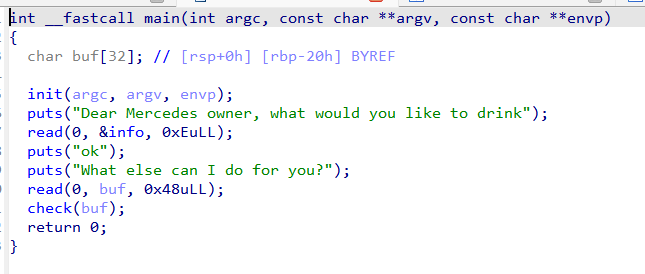 int __fastcall main(int argc, const char **argv, const char **envp)
{
char buf[32]; // [rsp+0h] [rbp-20h] BYREF
init(argc, argv, envp);
puts("Dear Mercedes owner, what would you like to drink");
read(0, &info, 0xEuLL);
puts("ok");
puts("What else can I do for you?");
read(0, buf, 0x48uLL);
check(buf);
return 0;
}